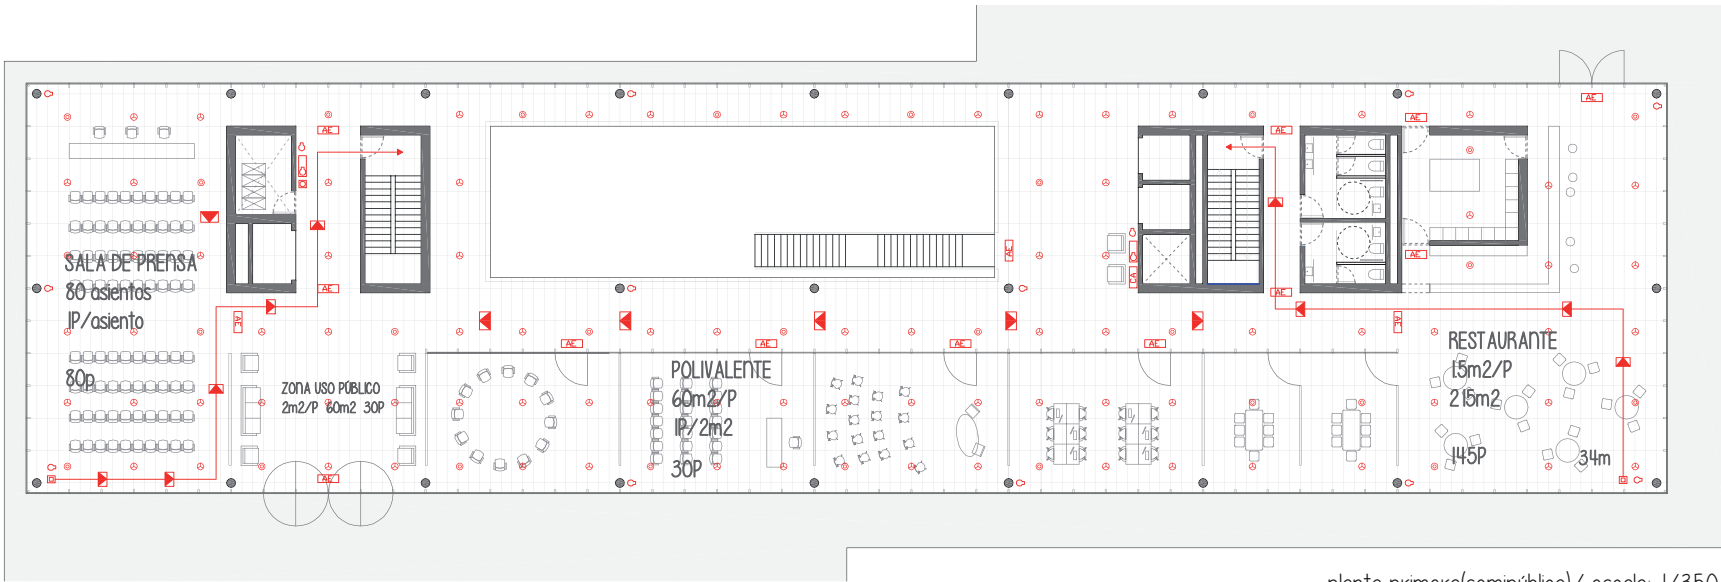 AE
AE
AE
AE
AE
SALA DE PRENSA
80 asientos
1P/asiento
80p
AE
AE
AE
AE
AE
AE
AE
AE
AE
AE
ZONA USO PÚBLICO
2m2/P 60m2 30P
POLIVALENTE
60m2/P
1P/2m2
30P
RESTAURANTE
1.5m2/P
215m2
145P
34m
AE
planta primera(semipública)/ escala: 1/350